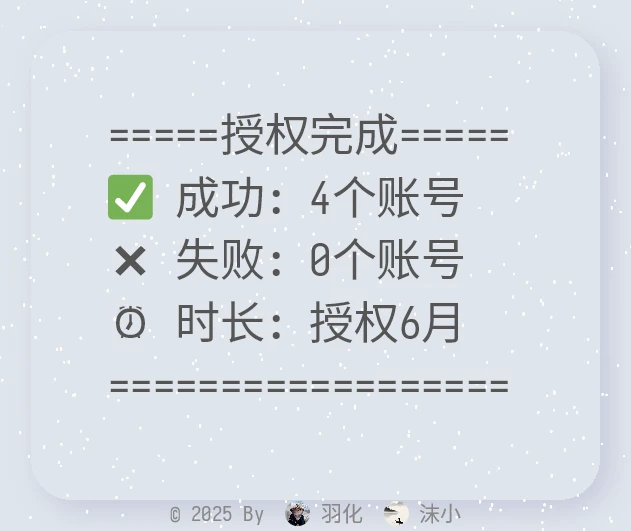 =====授权完成=====
✅ 成功：4个账号
❌ 失败：0个账号
⏰ 时长：授权6月
==================
© 2025 By 羽化 沫小